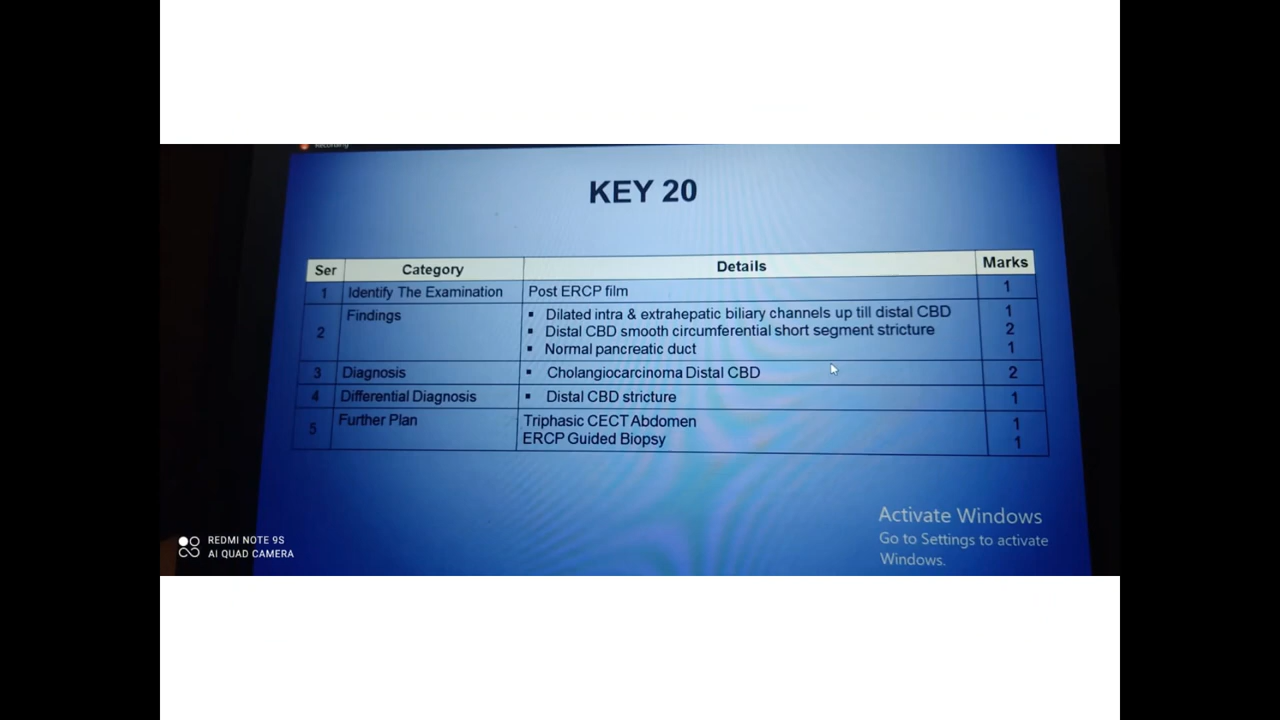 Recording
KEY 20
Ser Category Details Marks
1 Identify The Examination Post ERCP film 1
2 Findings ▪ Dilated intra & extrahepatic biliary channels up till distal CBD 1
▪ Distal CBD smooth circumferential short segment stricture 2
▪ Normal pancreatic duct 1
3 Diagnosis ▪ Cholangiocarcinoma Distal CBD 2
4 Differential Diagnosis ▪ Distal CBD stricture 1
5 Further Plan Triphasic CECT Abdomen 1
ERCP Guided Biopsy 1
Activate Windows
Go to Settings to activate
Windows.
REDMI NOTE 9S
AI QUAD CAMERA